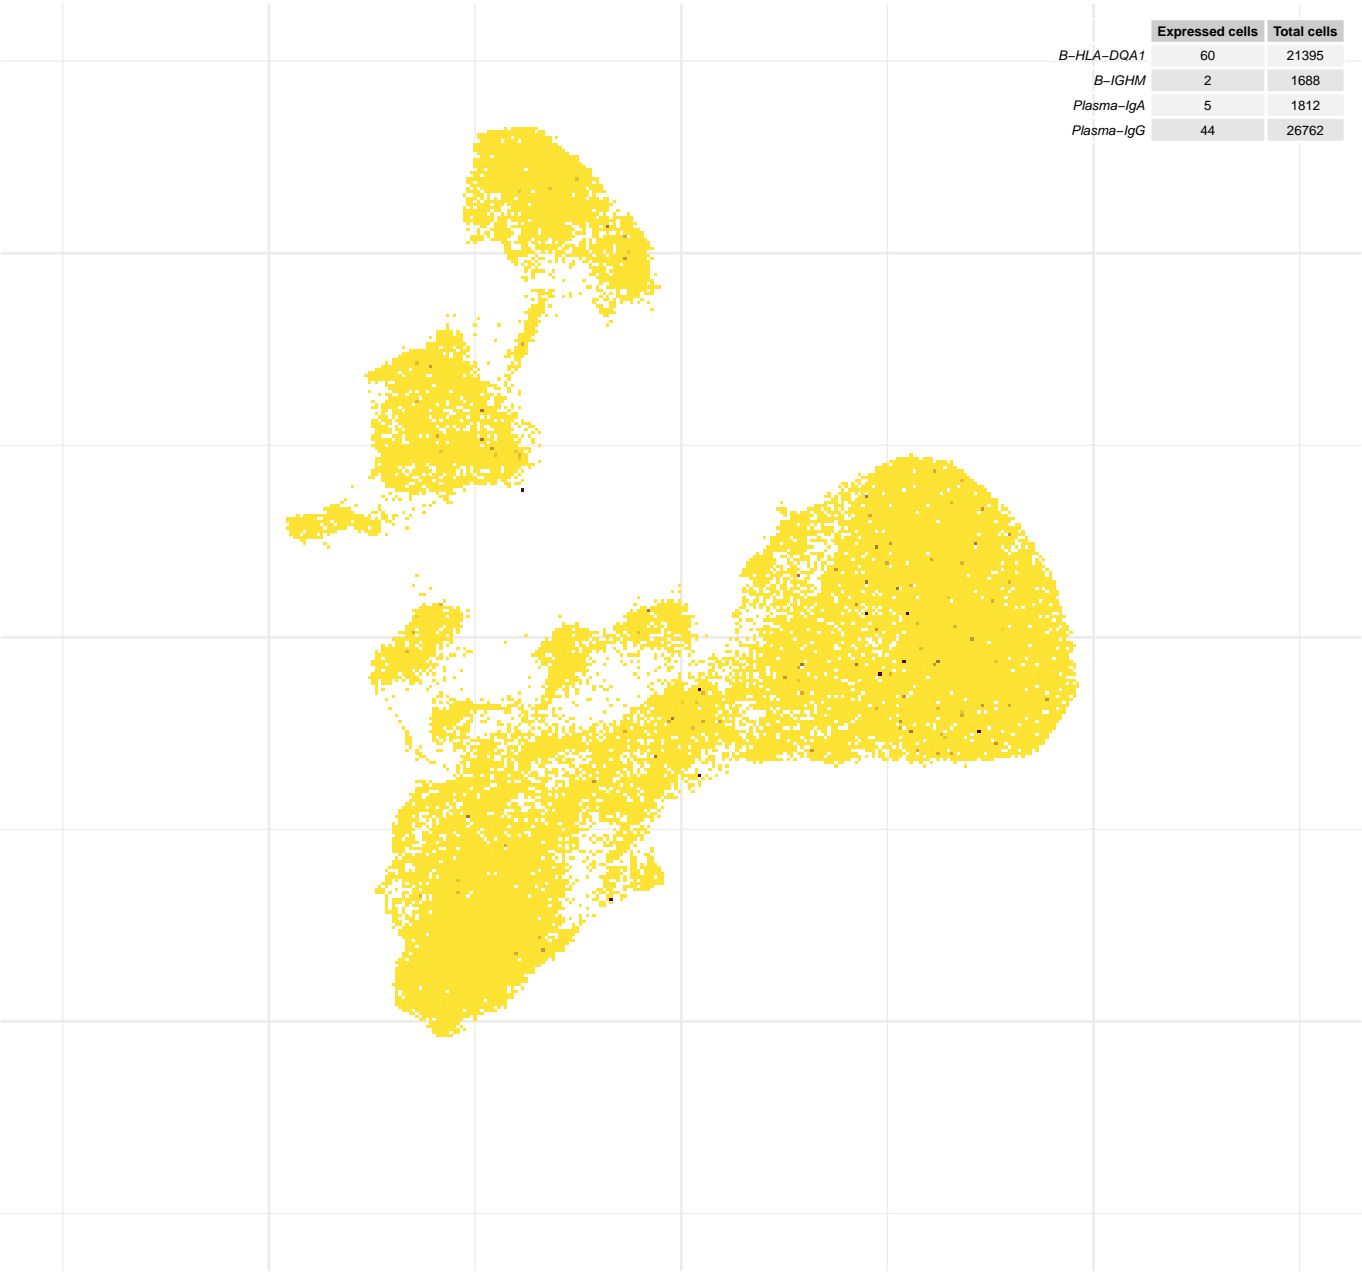 Expressed cells Total cells
B−HLA−DQA1 60 21395
B−IGHM 2 1688
Plasma−IgA 5 1812
Plasma−IgG 44 26762